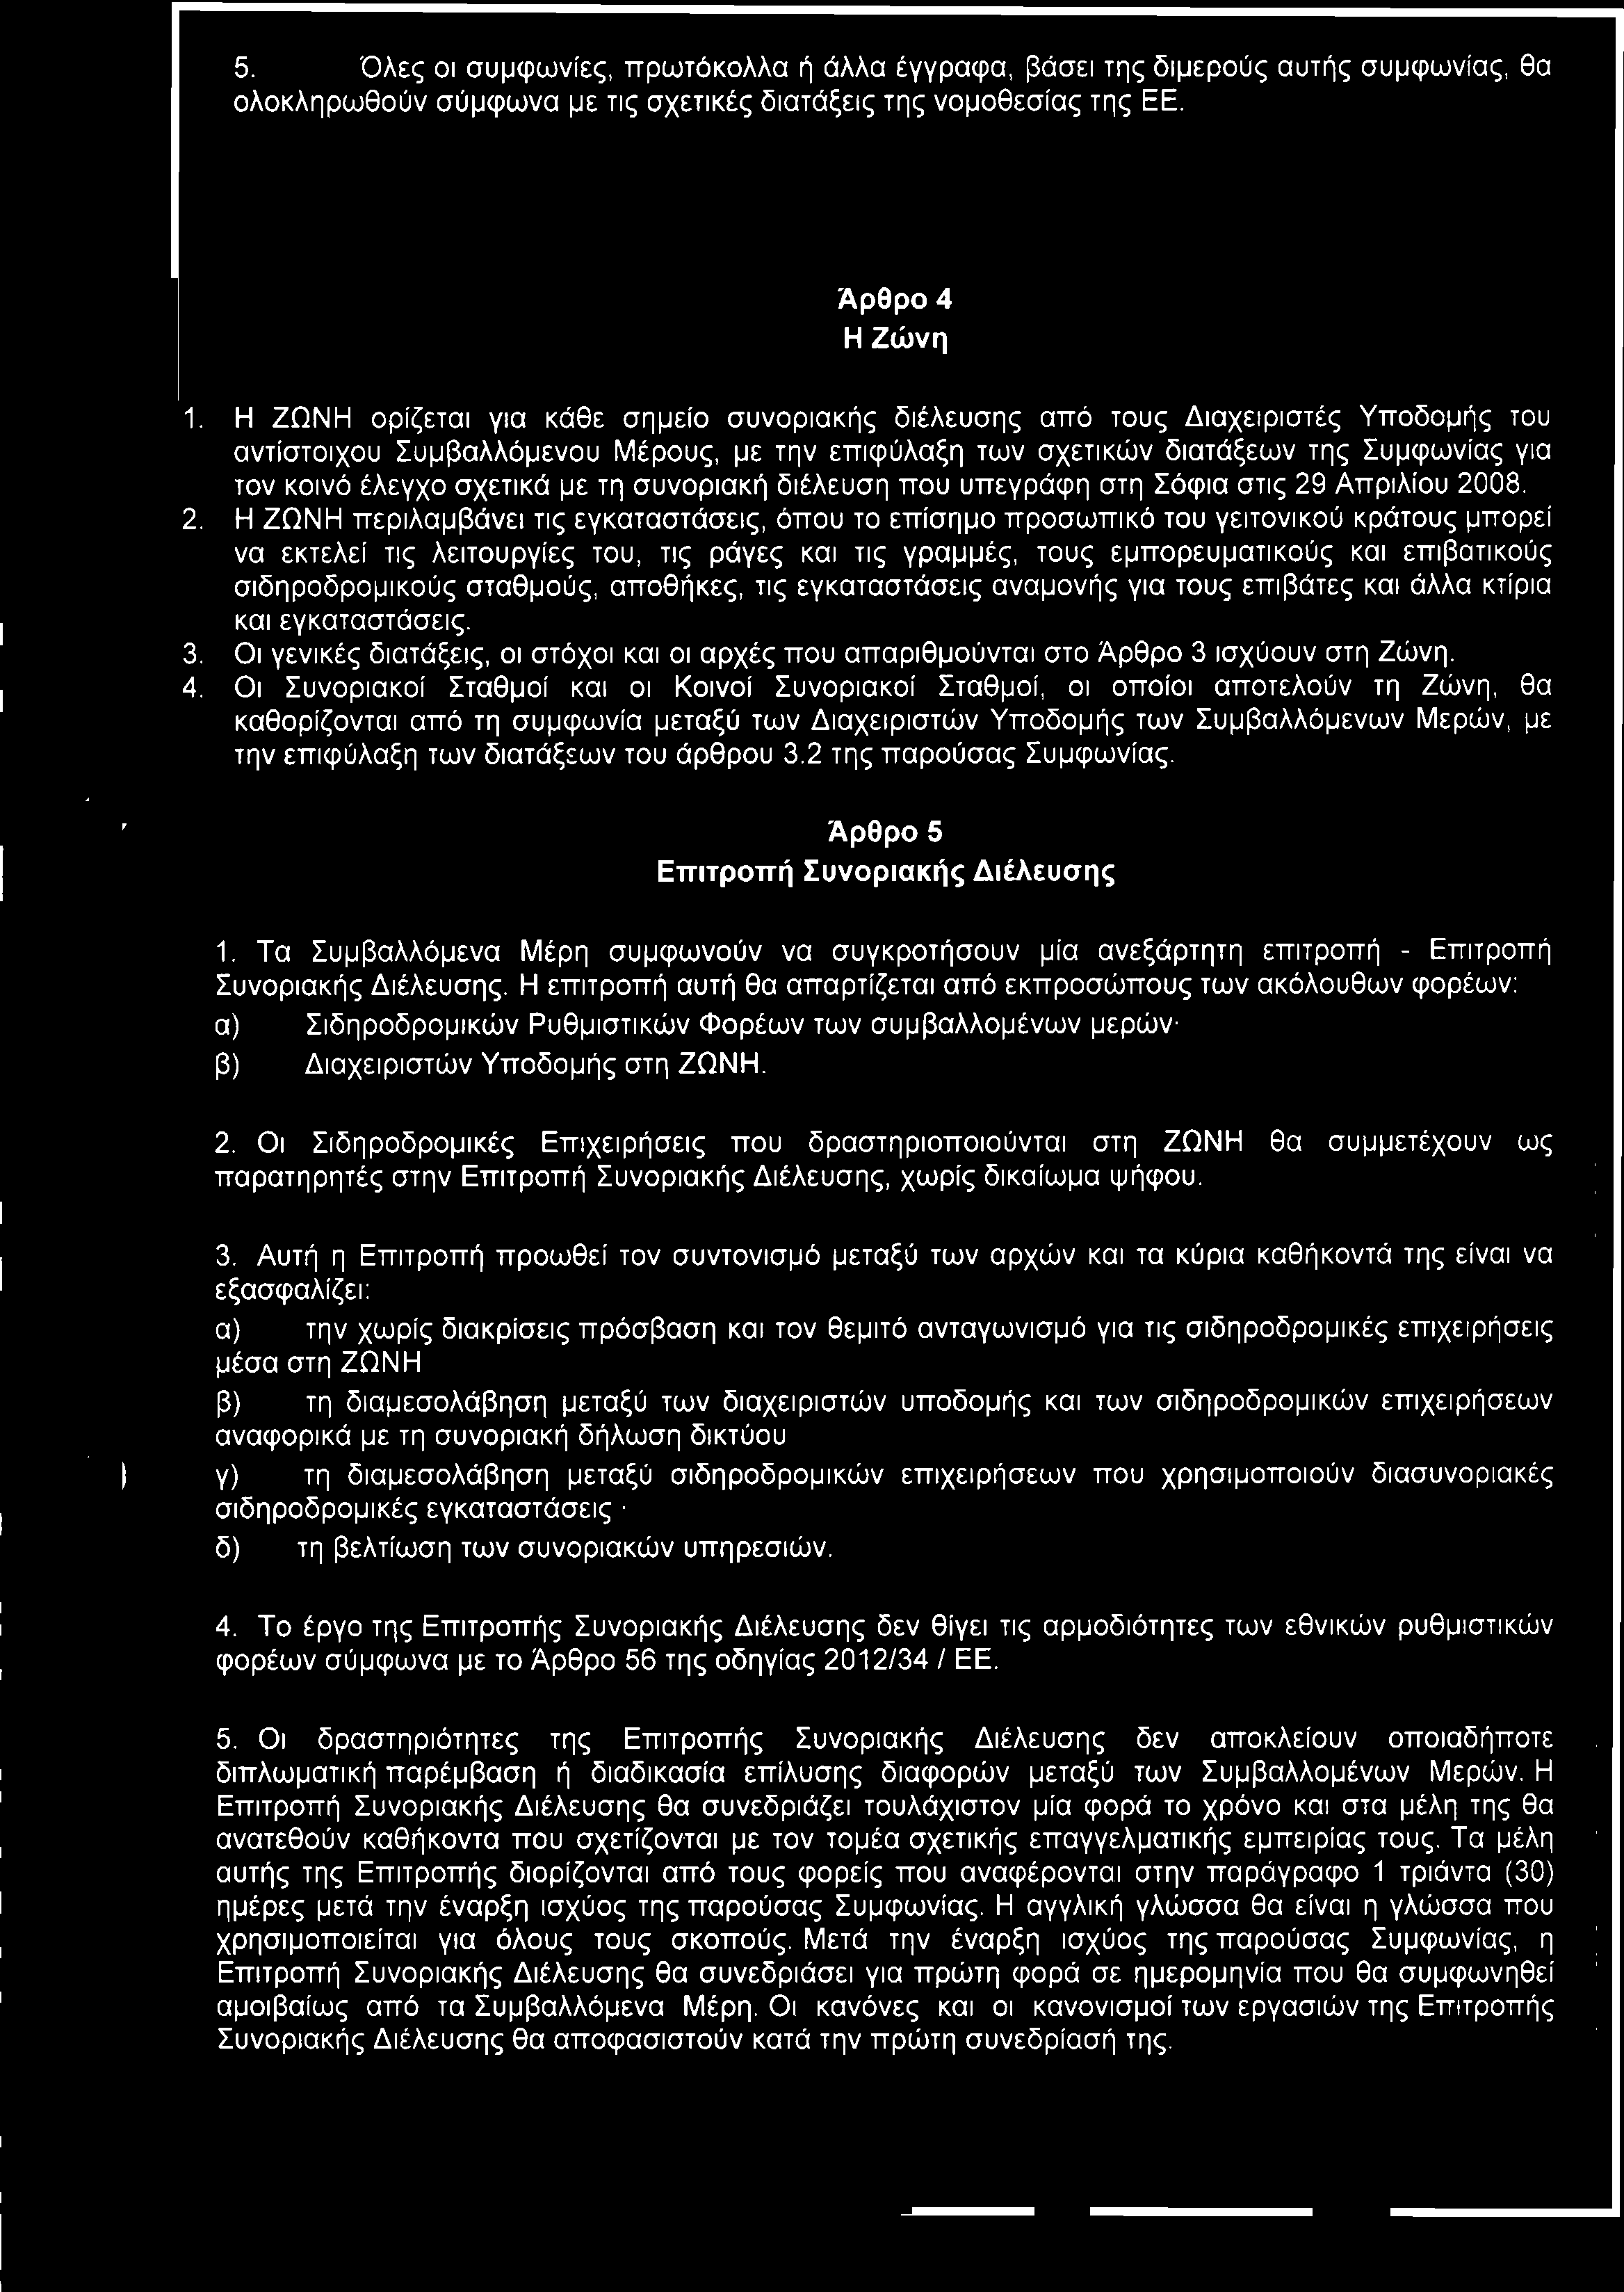 5. Όλες οι συμφωνίες, πρωτόκολλα ή άλλα έγγραφα, βάσει της διμερούς αυτής συμφωνίας, θα
ολοκληρωθούν σύμφωνα με τις σχετικές διατάξεις της νομοθεσίας της ΕΕ.
Άρθρο 4
Η Ζώνη
1. Η ΖΩΝΗ ορίζεται για κάθε σημείο συνοριακής διέλευσης από τους Διαχειριστές Υποδομής του
αντίστοιχου Συμβαλλόμενου Μέρους, με την επιφύλαξη των σχετικών διατάξεων της Συμφωνίας για
τον κοινό έλεγχο σχετικά με τη συνοριακή διέλευση που υπεγράφη στη Σόφια στις 29 Απριλίου 2008.
2. Η ΖΩΝΗ περιλαμβάνει τις εγκαταστάσεις, όπου το επίσημο προσωπικό του γειτονικού κράτους μπορεί
να εκτελεί τις λειτουργίες του, τις ράγες και τις γραμμές, τους εμπορευματικούς και επιβατικούς
σιδηροδρομικούς σταθμούς, αποθήκες, τις εγκαταστάσεις αναμονής για τους επιβάτες και άλλα κτίρια
και εγκαταστάσεις.
3. Οι γενικές διατάξεις, οι στόχοι και οι αρχές που απαριθμούνται στο Άρθρο 3 ισχύουν στη Ζώνη.
4. Οι Συνοριακοί Σταθμοί και οι Κοινοί Συνοριακοί Σταθμοί, οι οποίοι αποτελούν τη Ζώνη, θα
καθορίζονται από τη συμφωνία μεταξύ των Διαχειριστών Υποδομής των Συμβαλλόμενων Μερών, με
την επιφύλαξη των διατάξεων του άρθρου 3.2 της παρούσας Συμφωνίας.
Άρθρο 5
Επιτροπή Συνοριακής Διέλευσης
1. Τα Συμβαλλόμενα Μέρη συμφωνούν να συγκροτήσουν μία ανεξάρτητη επιτροπή - Επιτροπή
Συνοριακής Διέλευσης. Η επιτροπή αυτή θα απαρτίζεται από εκπροσώπους των ακόλουθων φορέων:
α) Σιδηροδρομικών Ρυθμιστικών Φορέων των συμβαλλομένων μερών·
β) Διαχειριστών Υποδομής στη ΖΩΝΗ.
2. Οι Σιδηροδρομικές Επιχειρήσεις που δραστηριοποιούνται στη ΖΩΝΗ θα συμμετέχουν ως
παρατηρητές στην Επιτροπή Συνοριακής Διέλευσης, χωρίς δικαίωμα ψήφου.
3. Αυτή η Επιτροπή προωθεί τον συντονισμό μεταξύ των αρχών και τα κύρια καθήκοντά της είναι να
εξασφαλίζει:
α) την χωρίς διακρίσεις πρόσβαση και τον θεμιτό ανταγωνισμό για τις σιδηροδρομικές επιχειρήσεις
μέσα στη ΖΩΝΗ
β) τη διαμεσολάβηση μεταξύ των διαχειριστών υποδομής και των σιδηροδρομικών επιχειρήσεων
αναφορικά με τη συνοριακή δήλωση δικτύου
γ) τη διαμεσολάβηση μεταξύ σιδηροδρομικών επιχειρήσεων που χρησιμοποιούν διασυνοριακές
σιδηροδρομικές εγκαταστάσεις ·
δ) τη βελτίωση των συνοριακών υπηρεσιών.
4. Το έργο της Επιτροπής Συνοριακής Διέλευσης δεν θίγει τις αρμοδιότητες των εθνικών ρυθμιστικών
φορέων σύμφωνα με το Άρθρο 56 της οδηγίας 2012/34 / ΕΕ.
5. Οι δραστηριότητες της Επιτροπής Συνοριακής Διέλευσης δεν αποκλείουν οποιαδήποτε
διπλωματική παρέμβαση ή διαδικασία επίλυσης διαφορών μεταξύ των Συμβαλλομένων Μερών. Η
Επιτροπή Συνοριακής Διέλευσης θα συνεδριάζει τουλάχιστον μία φορά το χρόνο και στα μέλη της θα
ανατεθούν καθήκοντα που σχετίζονται με τον τομέα σχετικής επαγγελματικής εμπειρίας τους. Τα μέλη
αυτής της Επιτροπής διορίζονται από τους φορείς που αναφέρονται στην παράγραφο 1 τριάντα (30)
ημέρες μετά την έναρξη ισχύος της παρούσας Συμφωνίας. Η αγγλική γλώσσα θα είναι η γλώσσα που
χρησιμοποιείται για όλους τους σκοπούς. Μετά την έναρξη ισχύος της παρούσας Συμφωνίας, η
Επιτροπή Συνοριακής Διέλευσης θα συνεδριάσει για πρώτη φορά σε ημερομηνία που θα συμφωνηθεί
αμοιβαίως από τα Συμβαλλόμενα Μέρη. Οι κανόνες και οι κανονισμοί των εργασιών της Επιτροπής
Συνοριακής Διέλευσης θα αποφασιστούν κατά την πρώτη συνεδρίασή της.